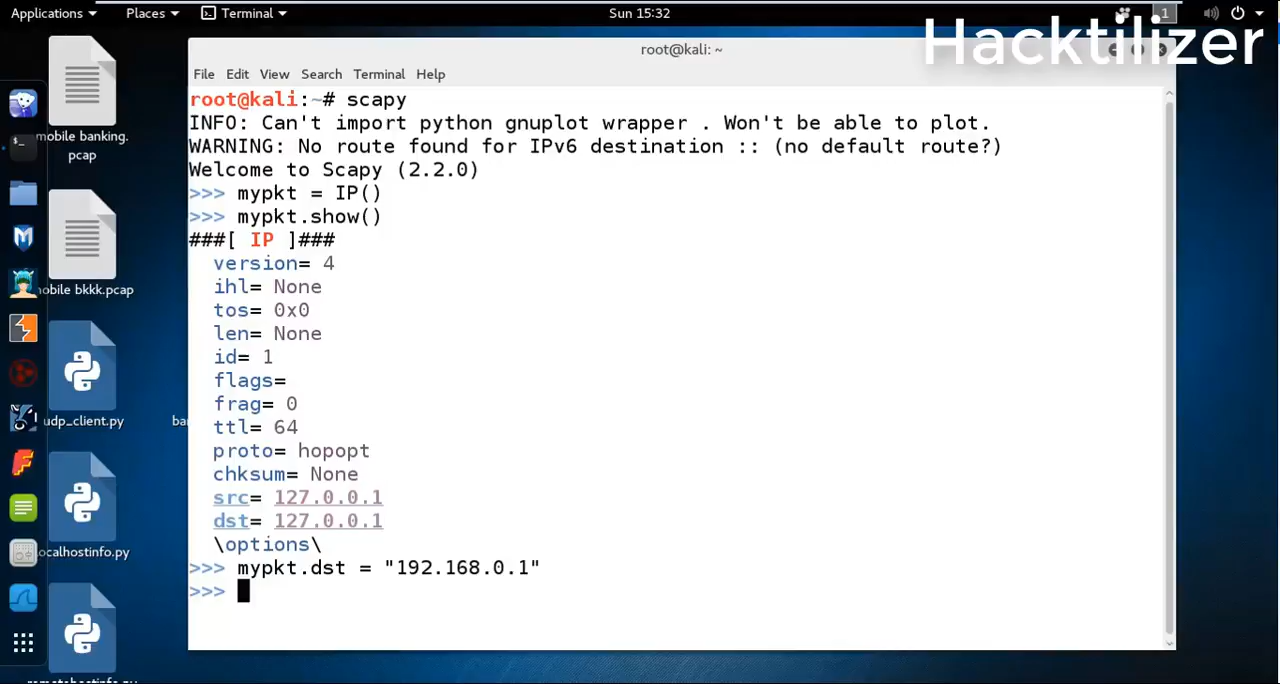 Applications Places Terminal Sun 15:32 1
Hacktilizer
root@kali: ~
File Edit View Search Terminal Help
root@kali:~# scapy
INFO: Can't import python gnuplot wrapper . Won't be able to plot.
WARNING: No route found for IPv6 destination :: (no default route?)
Welcome to Scapy (2.2.0)
>>> mypkt = IP()
>>> mypkt.show()
###[ IP ]###
version= 4
ihl= None
tos= 0x0
len= None
id= 1
flags=
frag= 0
ttl= 64
proto= hopopt
chksum= None
src= 127.0.0.1
dst= 127.0.0.1
\options\
>>> mypkt.dst = "192.168.0.1"
>>>
mobile banking.
pcap
mobile bkkk.pcap
udp_client.py
ba
ocalhostinfo.py